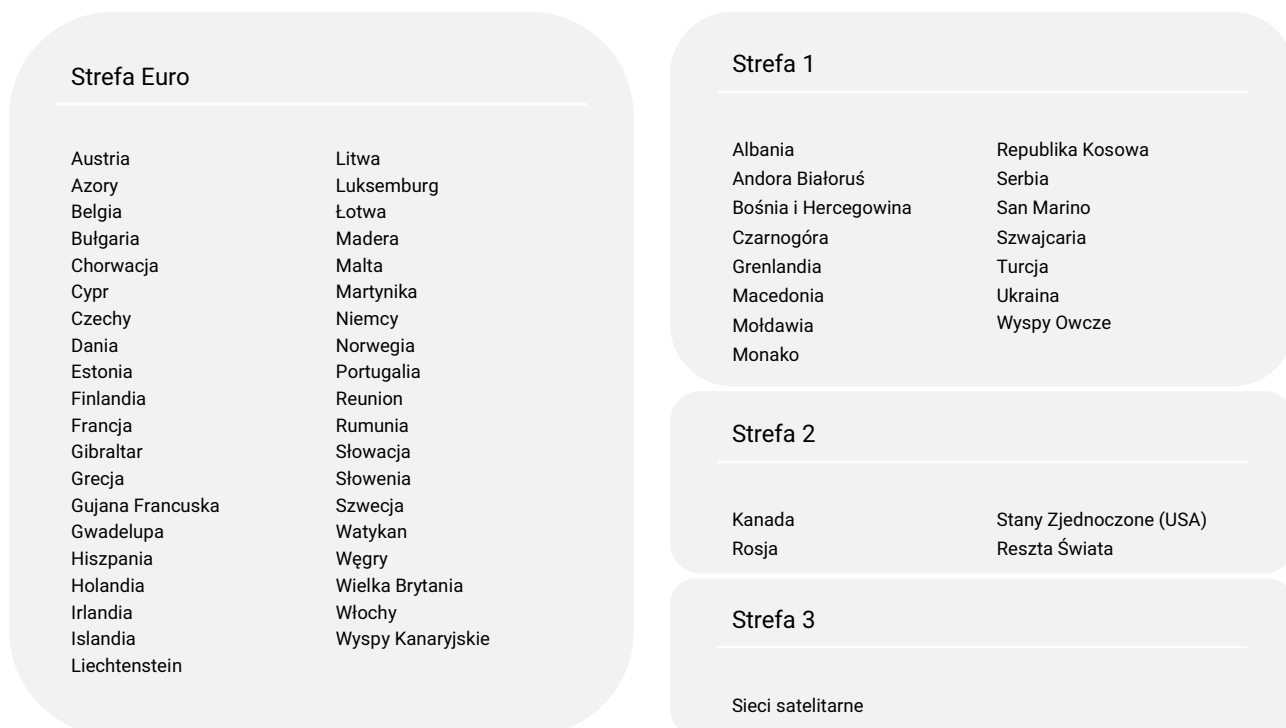 Strefa Euro
Austria
Azory
Belgia
Bułgaria
Chorwacja
Cypr
Czechy
Dania
Estonia
Finlandia
Francja
Gibraltar
Grecja
Gujana Francuska
Gwadelupa
Hiszpania
Holandia
Irlandia
Islandia
Liechtenstein
Litwa
Luksemburg
Łotwa
Madera
Malta
Martynika
Niemcy
Norwegia
Portugalia
Reunion
Rumunia
Słowacja
Słowenia
Szwecja
Watykan
Węgry
Wielka Brytania
Włochy
Wyspy Kanaryjskie
Strefa 1
Albania
Andora Białoruś
Bośnia i Hercegowina
Czarnogóra
Grenlandia
Macedonia
Mołdawia
Monako
Republika Kosowa
Serbia
San Marino
Szwajcaria
Turcja
Ukraina
Wyspy Owcze
Strefa 2
Kanada
Rosja
Stany Zjednoczone (USA)
Reszta Świata
Strefa 3
Sieci satelitarne